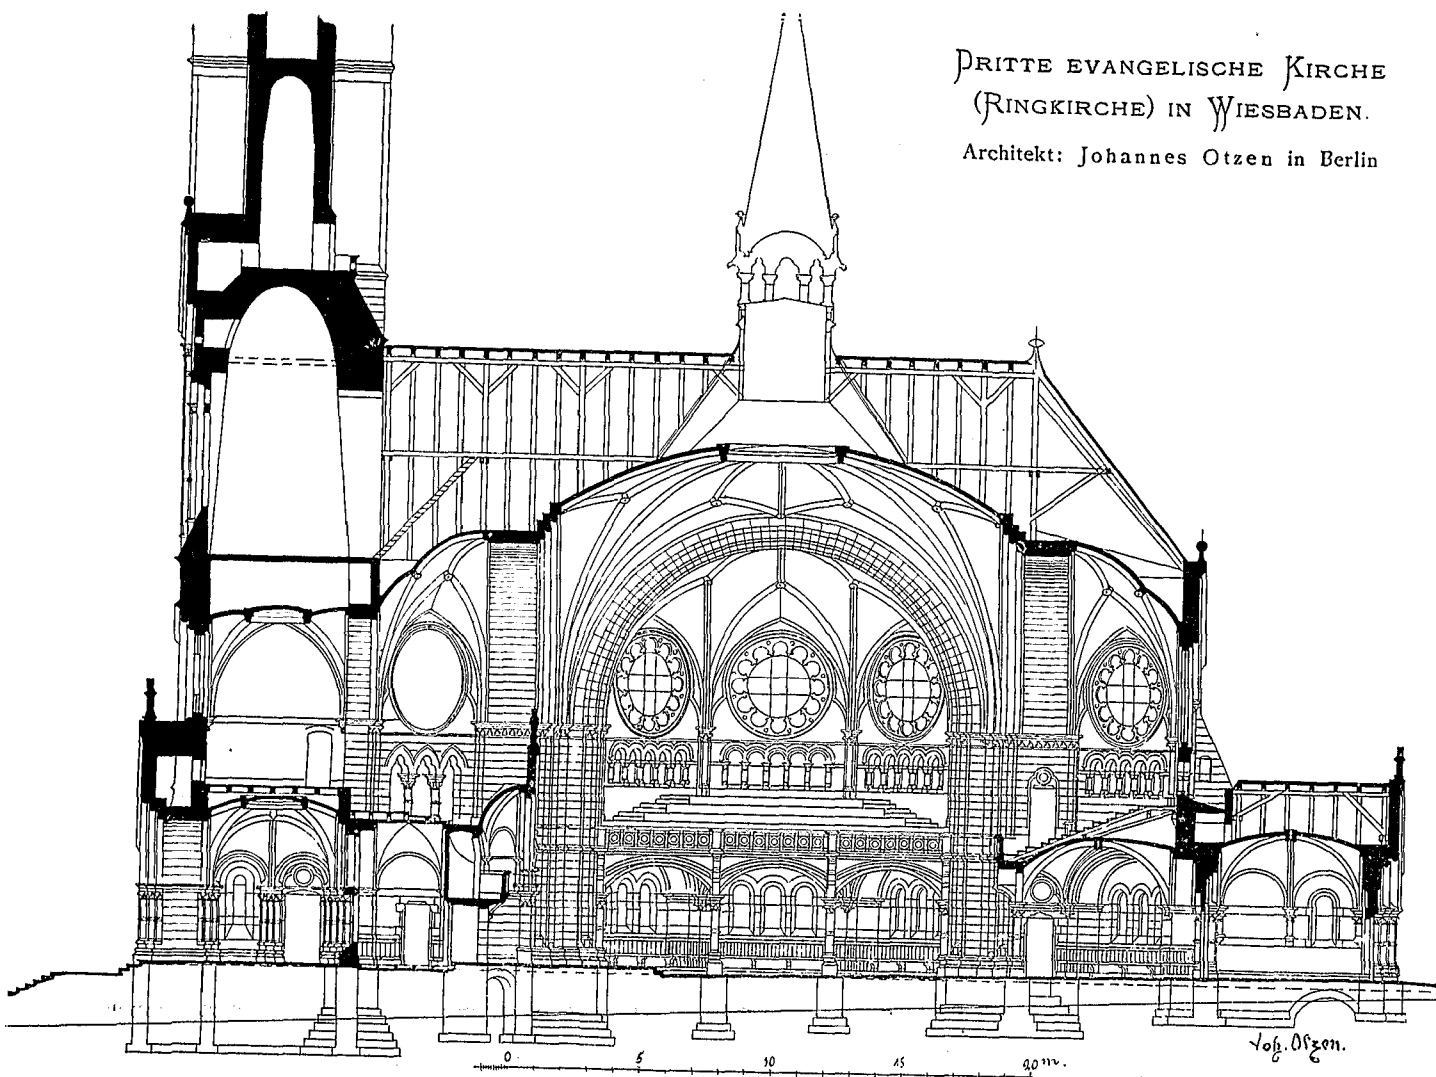 Dritte evangelische Kirche
(Ringkirche) in Wiesbaden.
Architekt: Johannes Otzen in Berlin
Joh. Otzen.
0 5 10 15 20 m.